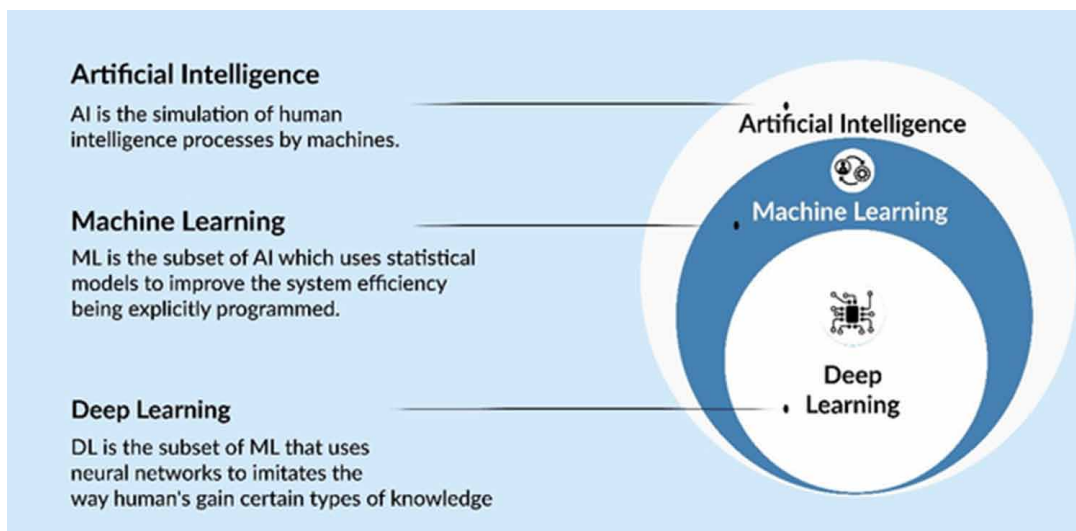 Artificial Intelligence
AI is the simulation of human
intelligence processes by machines.
Machine Learning
ML is the subset of AI which uses statistical
models to improve the system efficiency
being explicitly programmed.
Deep Learning
DL is the subset of ML that uses
neural networks to imitates the
way human's gain certain types of knowledge
Artificial Intelligence
Machine Learning
Deep
Learning